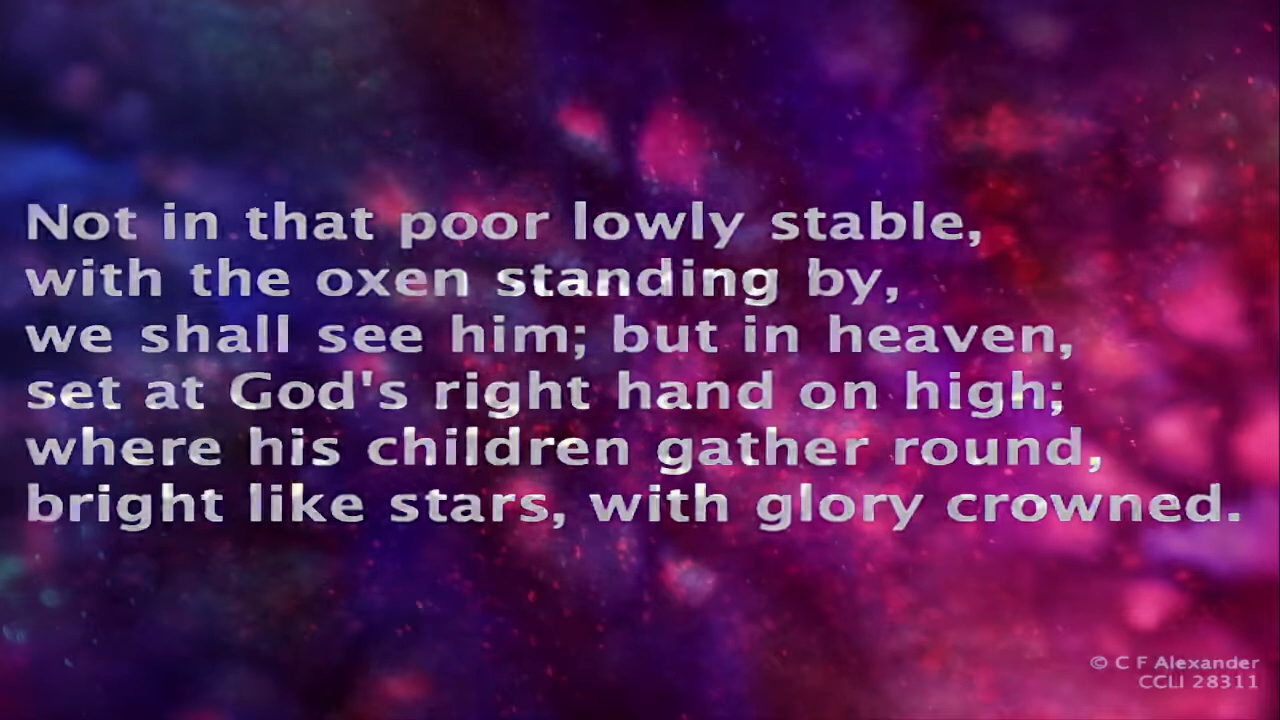 Not in that poor lowly stable,
with the oxen standing by,
we shall see him; but in heaven,
set at God's right hand on high;
where his children gather round,
bright like stars, with glory crowned.
© C F Alexander
CCLI 28311